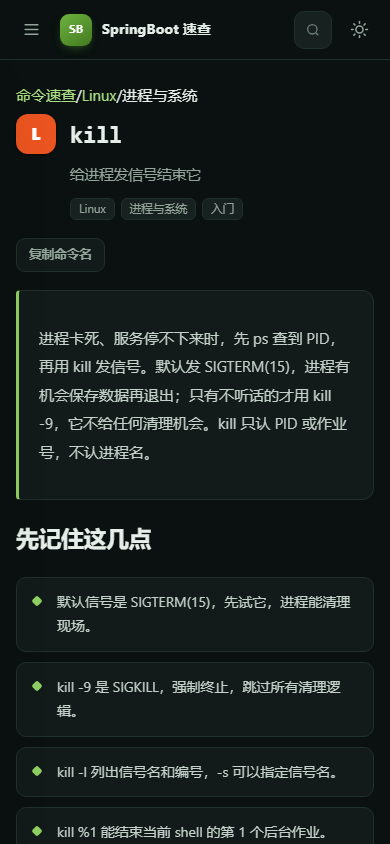 SB SpringBoot 速查
命令速查/Linux/进程与系统
L kill
给进程发信号结束它
Linux 进程与系统 入门
复制命令名
进程卡死、服务停不下来时，先 ps 查到 PID，
再用 kill 发信号。默认发 SIGTERM(15)，进程有
机会保存数据再退出；只有不听话的才用 kill
-9，它不给任何清理机会。kill 只认 PID 或作业
号，不认进程名。
先记住这几点
默认信号是 SIGTERM(15)，先试它，进程能清理
现场。
kill -9 是 SIGKILL，强制终止，跳过所有清理逻
辑。
kill -l 列出信号名和编号，-s 可以指定信号名。
kill %1 能结束当前 shell 的第 1 个后台作业。